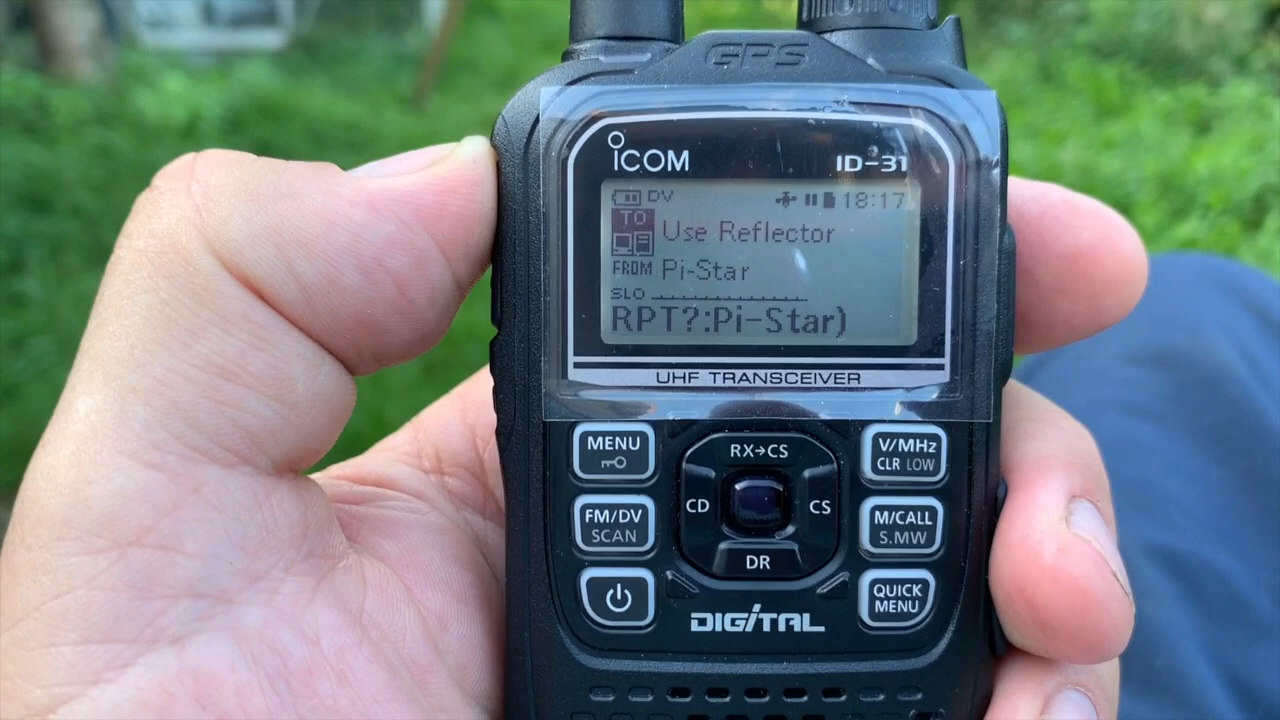 GPS
iCOM ID-31
DV 18:17
TO Use Reflector
FROM Pi-Star
SLO
RPT?:Pi-Star)
UHF TRANSCEIVER
MENU
RX→CS
V/MHz
CLR LOW
CD
CS
FM/DV
SCAN
M/CALL
S.MW
DR
QUICK
MENU
DIGITAL